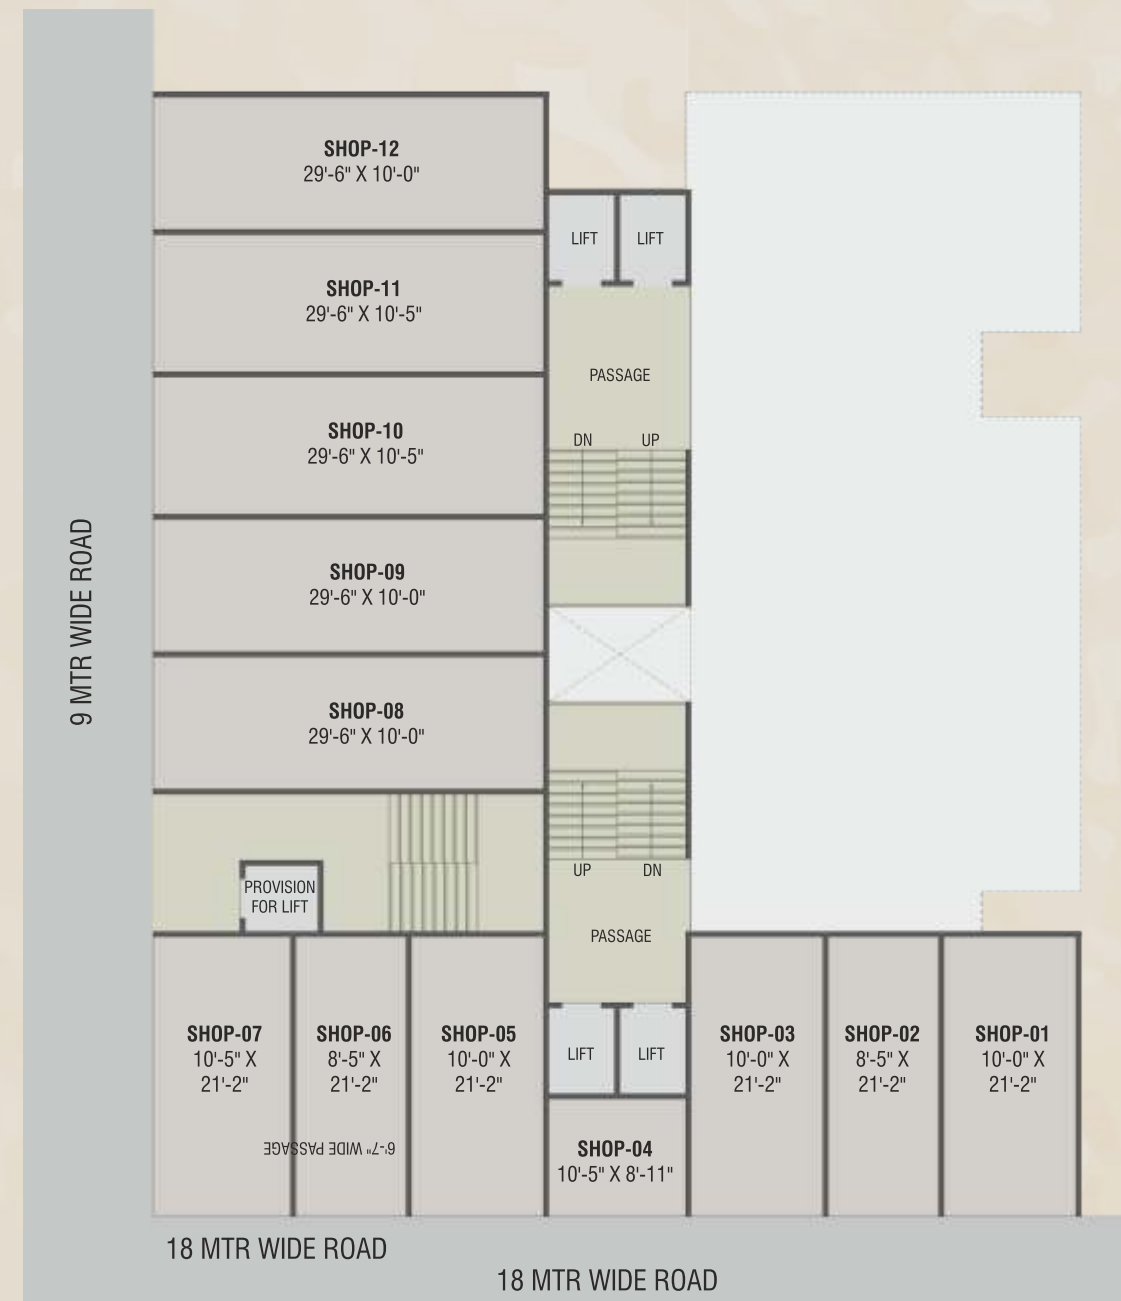 SHOP-12
29'-6" X 10'-0"
LIFT
LIFT
SHOP-11
29'-6" X 10'-5"
PASSAGE
SHOP-10
29'-6" X 10'-5"
DN
UP
9 MTR WIDE ROAD
SHOP-09
29'-6" X 10'-0"
SHOP-08
29'-6" X 10'-0"
UP
DN
PROVISION
FOR LIFT
PASSAGE
SHOP-07
10'-5" X
21'-2"
SHOP-06
8'-5" X
21'-2"
SHOP-05
10'-0" X
21'-2"
LIFT
LIFT
SHOP-03
10'-0" X
21'-2"
SHOP-02
8'-5" X
21'-2"
SHOP-01
10'-0" X
21'-2"
6'-7" WIDE PASSAGE
SHOP-04
10'-5" X 8'-11"
18 MTR WIDE ROAD
18 MTR WIDE ROAD